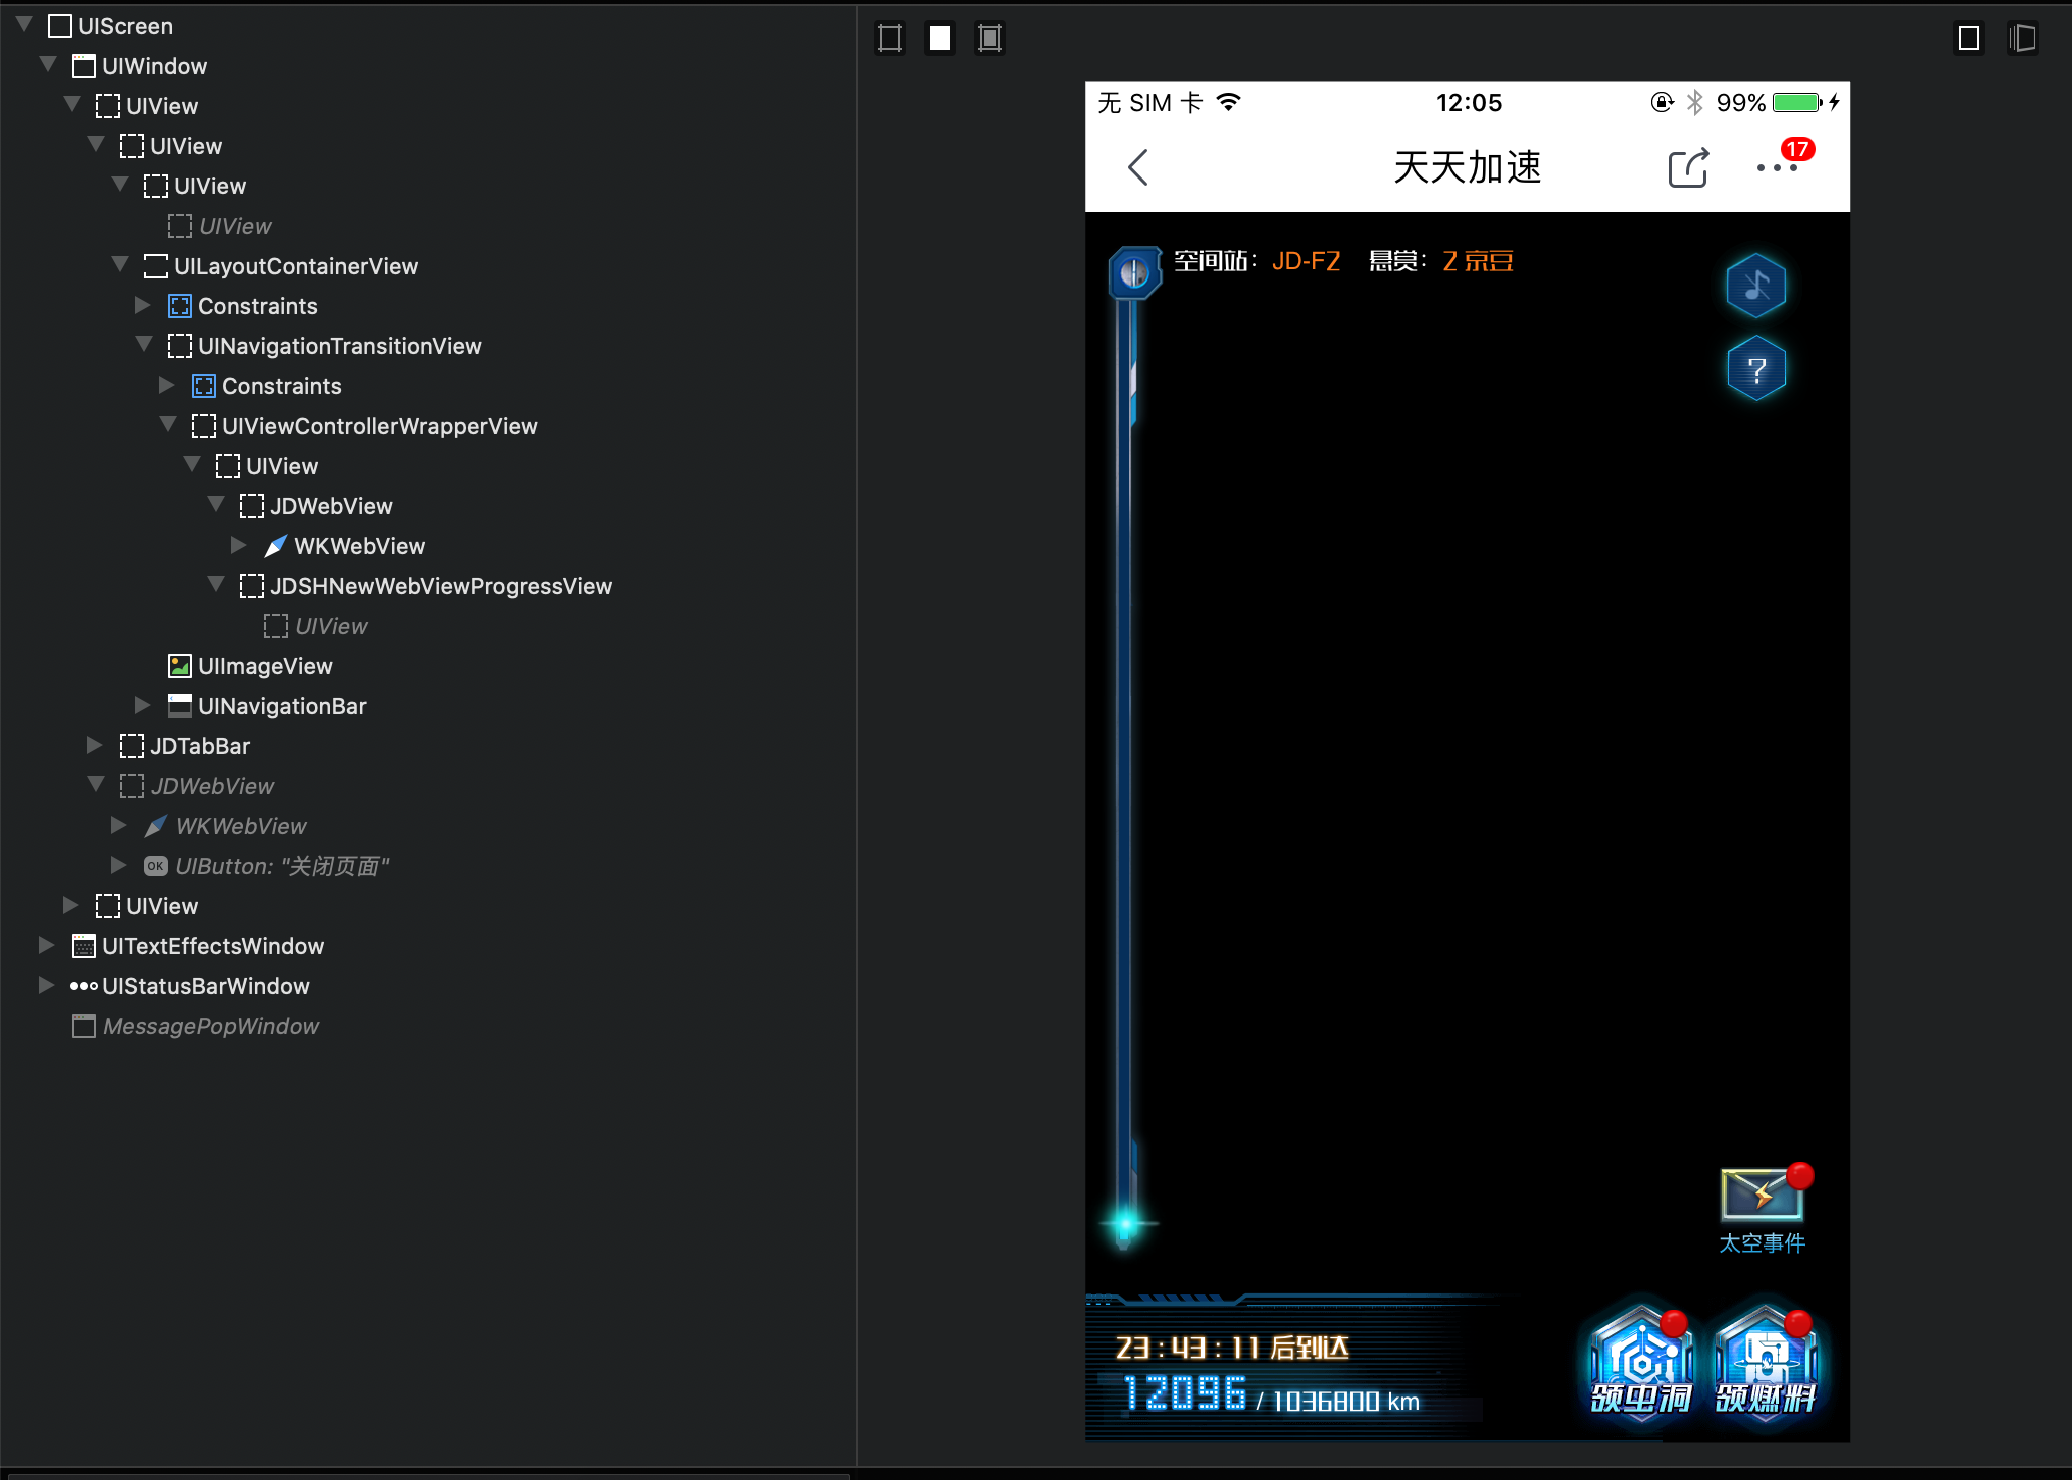 UIScreen
UIWindow
UIView
UIView
UIView
UIView
UILayoutContainerView
Constraints
UINavigationTransitionView
Constraints
UIViewControllerWrapperView
UIView
JDWebView
WKWebView
JDSHNewWebViewProgressView
UIView
UIImageView
UINavigationBar
JDTabBar
JDWebView
WKWebView
OK UIButton: "关闭页面"
UIView
UITextEffectsWindow
UIStatusBarWindow
MessagePopWindow
无 SIM 卡 12:05 99%
天天加速 17
空间站： JD-FZ 悬赏： 2 京豆
?
太空事件
23:43:11 后到达
12096 / 1036800 km
领虫洞 领燃料